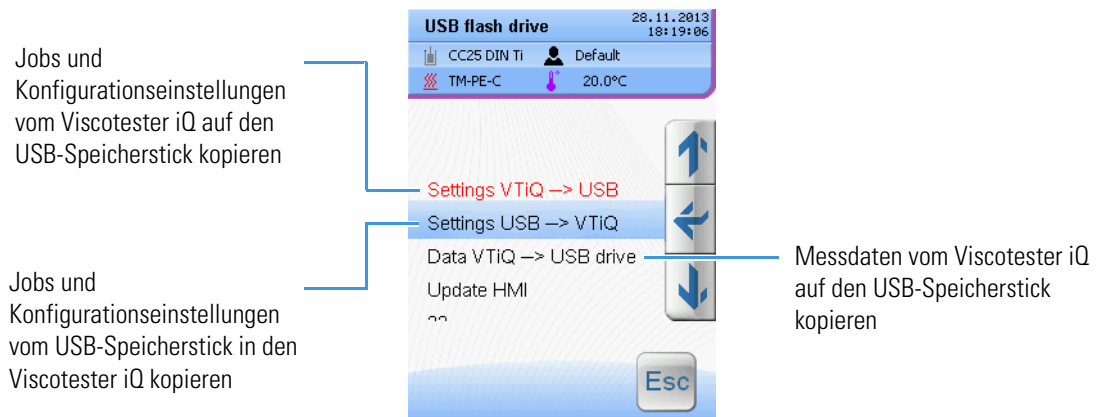 Jobs und
Konfigurationseinstellungen
vom Viscotester iQ auf den
USB-Speicherstick kopieren
Jobs und
Konfigurationseinstellungen
vom USB-Speicherstick in den
Viscotester iQ kopieren
USB flash drive
28.11.2013
18:19:06
CC25 DIN Ti
Default
TM-PE-C
20.0°C
Settings VTiQ —> USB
Settings USB —> VTiQ
Data VTiQ —> USB drive
Update HMI
Esc
Messdaten vom Viscotester iQ
auf den USB-Speicherstick
kopieren